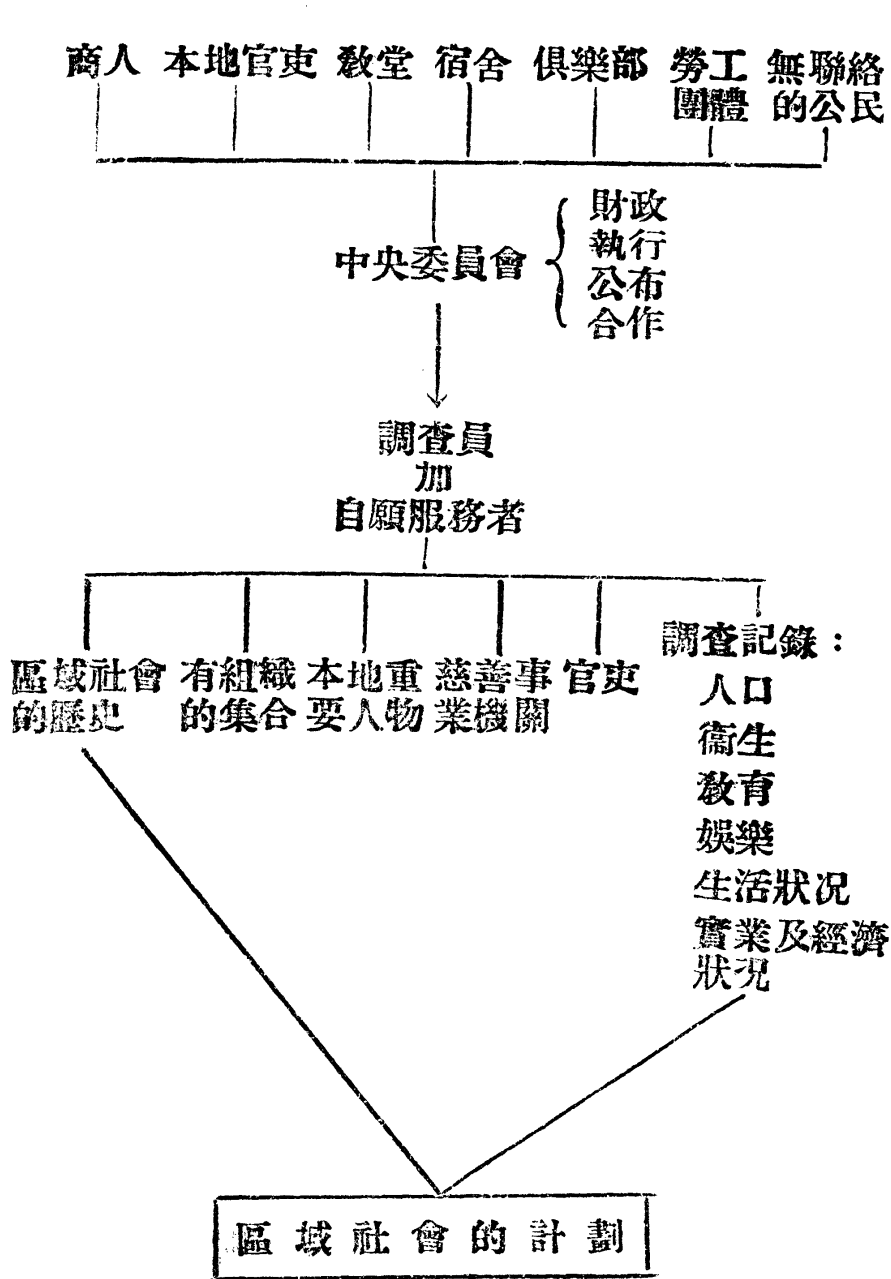 商人 本地官吏 教堂 宿舍 俱樂部 勞工團體 無聯絡的公民
中央委員會
財政
執行
公布
合作
調查員
加
自願服務者
區域社會的歷史
有組織的集合
本地重要人物
慈善事業機關
官吏
調查記錄：
人口
衞生
教育
娛樂
生活狀况
實業及經濟
狀况
區域社會的計劃